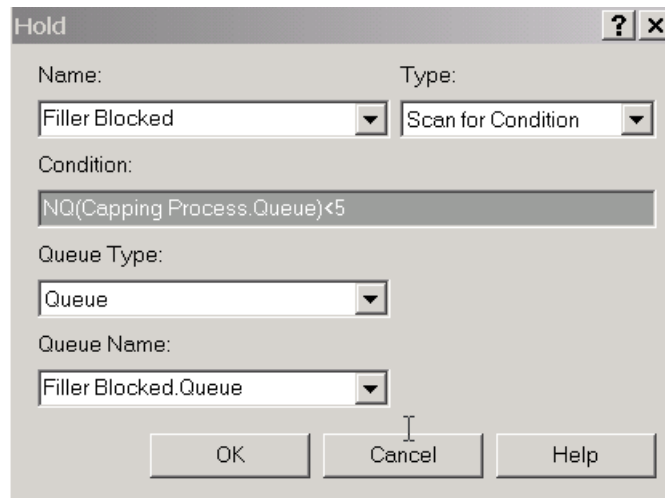 Hold
Name: Type:
Filler Blocked Scan for Condition
Condition:
NQ(Capping Process.Queue)<5
Queue Type:
Queue
Queue Name:
Filler Blocked.Queue
OK Cancel Help